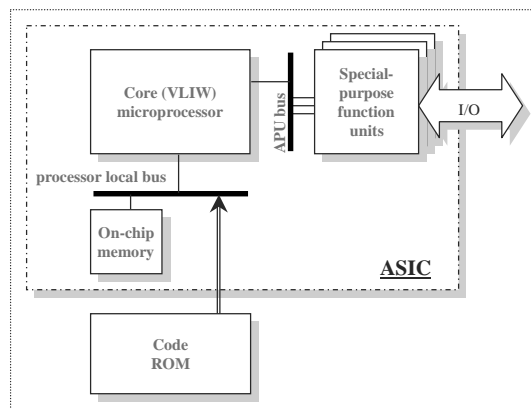 Core (VLIW)
microprocessor
APU bus
Special-
purpose
function
units
I/O
processor local bus
On-chip
memory
ASIC
Code
ROM